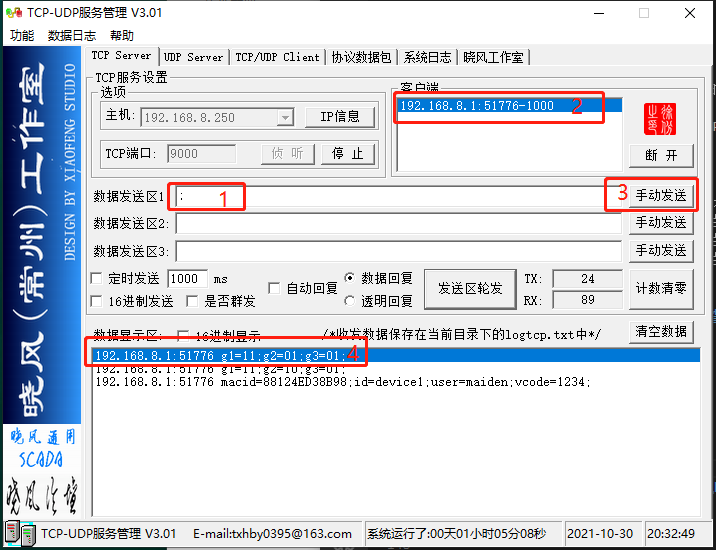 TCP-UDP服务管理 V3.01
功能 数据日志 帮助
TCP Server UDP Server TCP/UDP Client 协议数据包 系统日志 晓风工作室
TCP服务设置
选项
主机: 192.168.8.250 IP信息
TCP端口: 9000 侦 听 停 止
客户端
192.168.8.1:51776-1000 2
断 开
数据发送区1 ; 1 3 手动发送
数据发送区2: 手动发送
数据发送区3: 手动发送
定时发送 1000 ms 自动回复 数据回复 发送区轮发 TX: 24 计数清零
16进制发送 是否群发 透明回复 RX: 89
数据显示区: 16进制显示 /*收发数据保存在当前目录下的logtcp.txt中*/ 清空数据
192.168.8.1:51776 g1=11;g2=01;g3=01; 4
192.168.8.1:51776 g1=11;g2=10;g3=01;
192.168.8.1:51776 macid=88124ED38B98;id=device1;user=maiden;vcode=1234;
晓风(常州)工作室
DESIGN BY XIAOFENG STUDIO
晓风通用
SCADA
晓风论坛
TCP-UDP服务管理 V3.01 E-mail:txhby0395@163.com 系统运行了:00天01小时05分08秒 2021-10-30 20:32:49